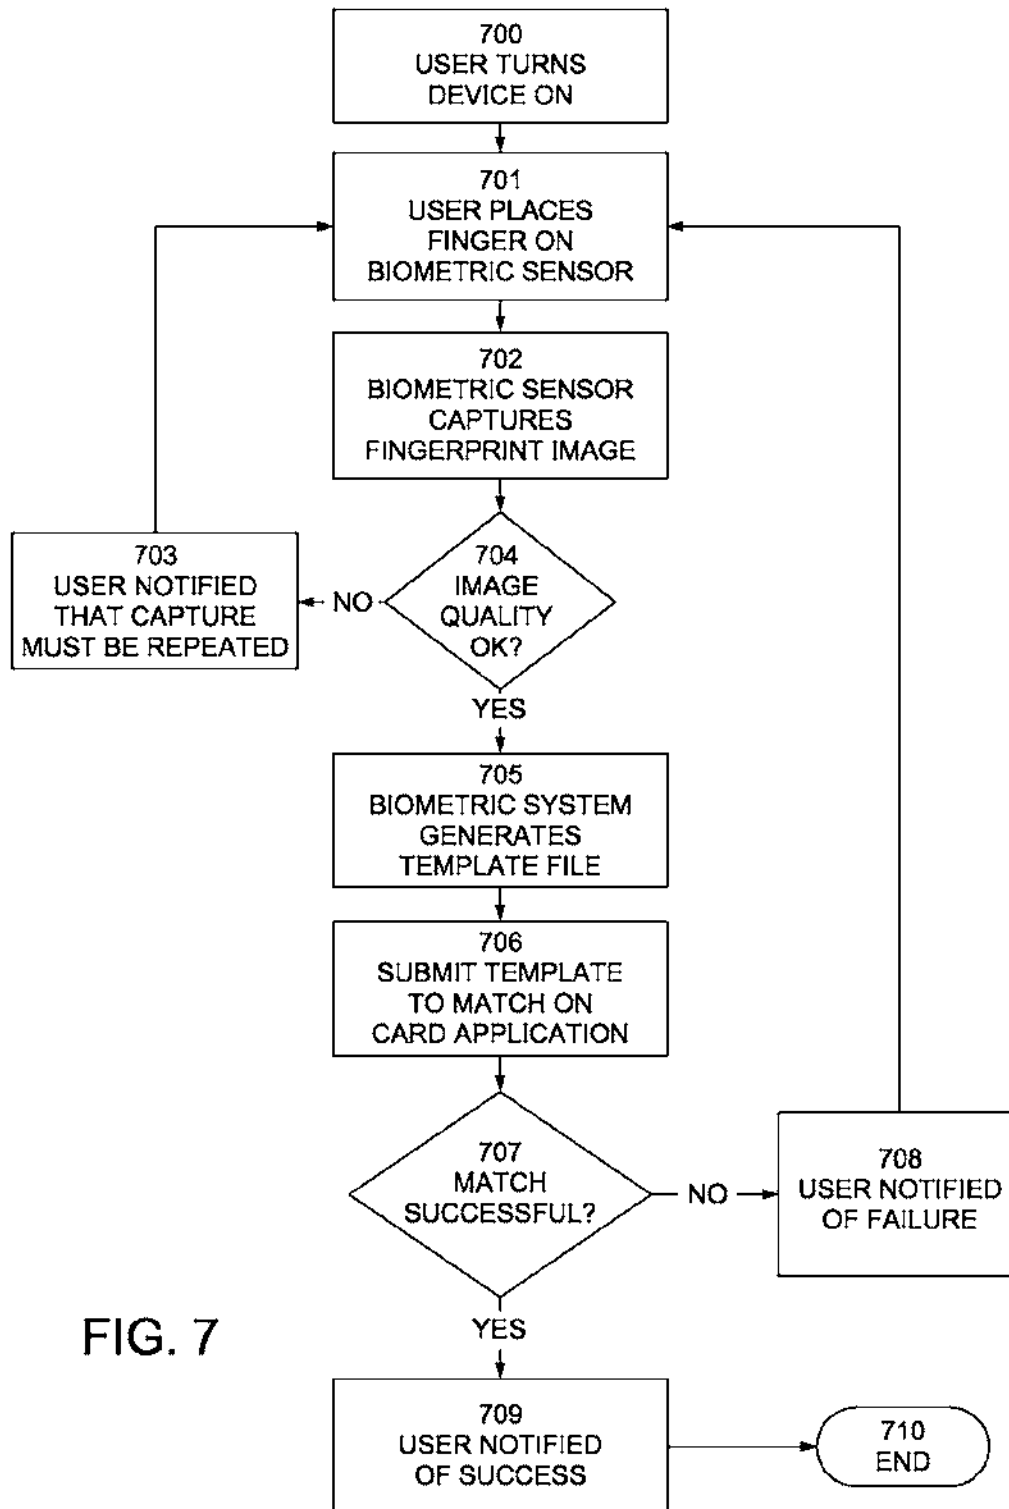 700
USER TURNS
DEVICE ON
701
USER PLACES
FINGER ON
BIOMETRIC SENSOR
702
BIOMETRIC SENSOR
CAPTURES
FINGERPRINT IMAGE
703
USER NOTIFIED
THAT CAPTURE
MUST BE REPEATED
NO
704
IMAGE
QUALITY
OK?
YES
705
BIOMETRIC SYSTEM
GENERATES
TEMPLATE FILE
706
SUBMIT TEMPLATE
TO MATCH ON
CARD APPLICATION
707
MATCH
SUCCESSFUL?
NO
708
USER NOTIFIED
OF FAILURE
YES
FIG. 7
709
USER NOTIFIED
OF SUCCESS
710
END